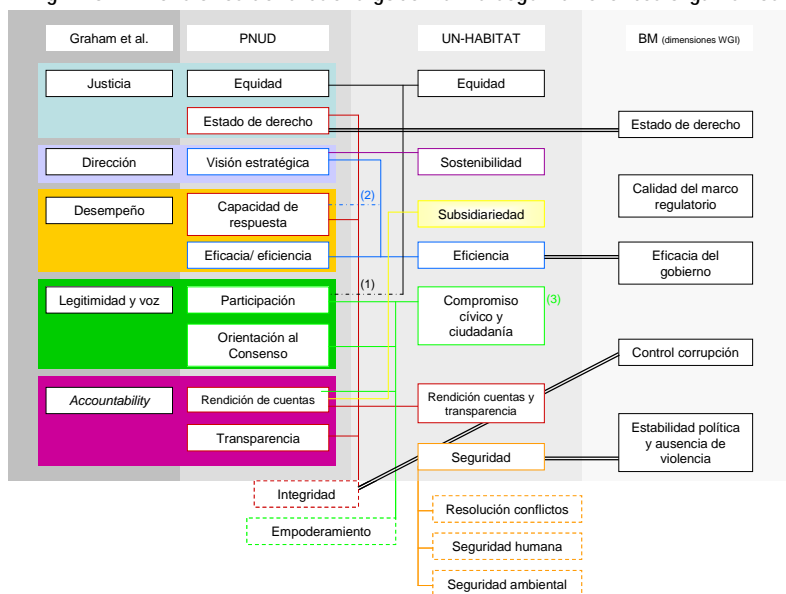 Graham et al.
PNUD
UN-HABITAT
BM (dimensiones WGI)
Justicia
Equidad
Equidad
Estado de derecho
Estado de derecho
Dirección
Visión estratégica
Sostenibilidad
Desempeño
Capacidad de
respuesta
(2)
Subsidiariedad
Calidad del marco
regulatorio
Eficacia/ eficiencia
Eficiencia
Eficacia del
gobierno
(1)
Legitimidad y voz
Participación
Compromiso
cívico y
ciudadanía
(3)
Orientación al
Consenso
Control corrupción
Accountability
Rendición de cuentas
Rendición cuentas y
transparencia
Transparencia
Seguridad
Estabilidad política
y ausencia de
violencia
Integridad
Resolución conflictos
Empoderamiento
Seguridad humana
Seguridad ambiental